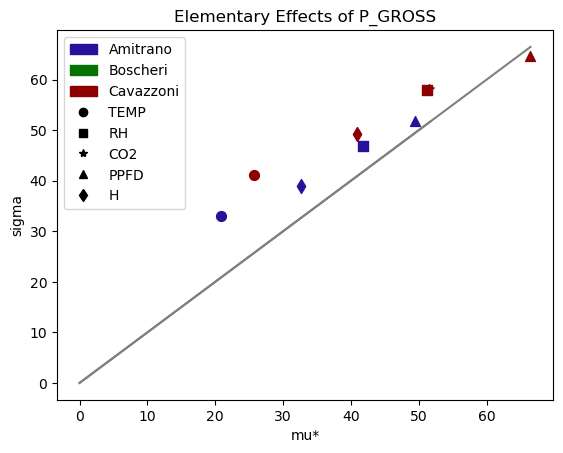 Elementary Effects of P_GROSS
Amitrano
Boscheri
Cavazzoni
TEMP
RH
CO2
PPFD
H
sigma
60
50
40
30
20
10
0
0 10 20 30 40 50 60
mu*